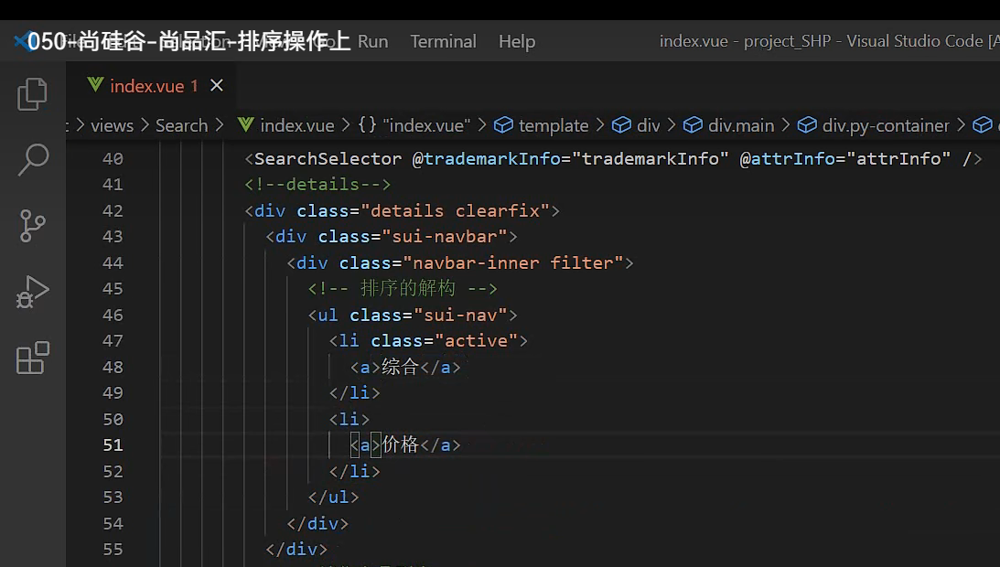 050-尚硅谷-尚品汇-排序操作上 Run Terminal Help index.vue - project_SHP - Visual Studio Code [A
index.vue 1
views > Search > index.vue > {} "index.vue" > template > div > div.main > div.py-container >
40 <SearchSelector @trademarkInfo="trademarkInfo" @attrInfo="attrInfo" />
41 <!--details-->
42 <div class="details clearfix">
43 <div class="sui-navbar">
44 <div class="navbar-inner filter">
45 <!-- 排序的解构 -->
46 <ul class="sui-nav">
47 <li class="active">
48 <a>综合</a>
49 </li>
50 <li>
51 <a>价格</a>
52 </li>
53 </ul>
54 </div>
55 </div>